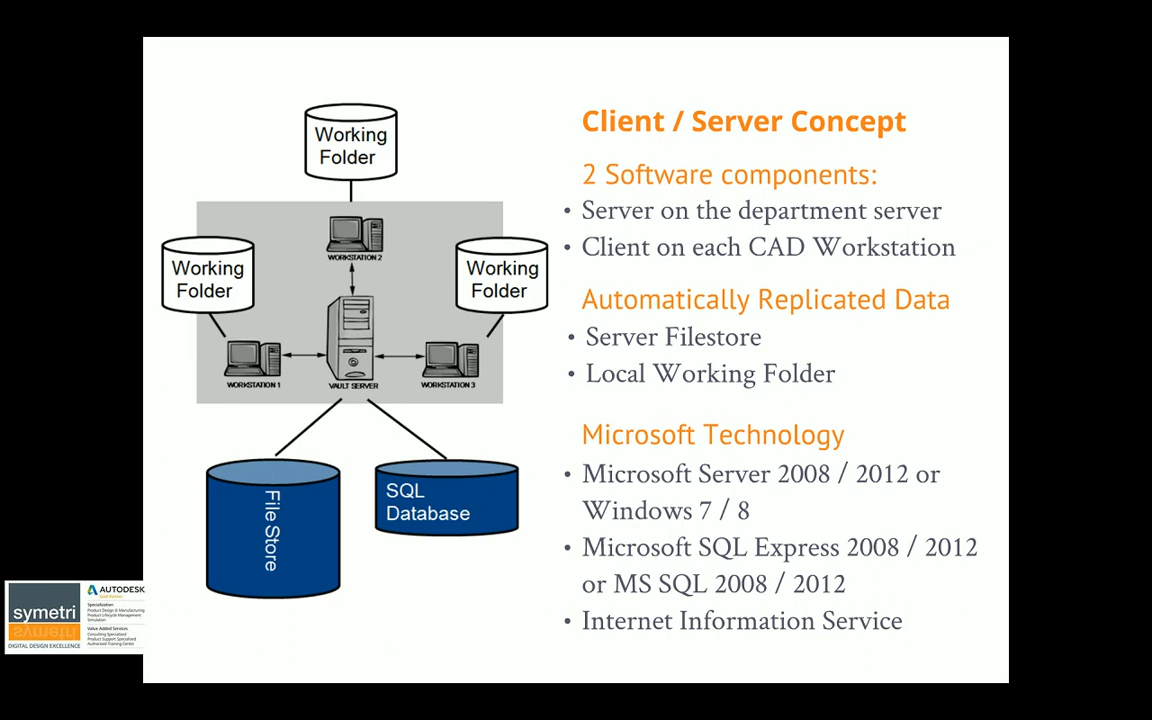 Client / Server Concept
2 Software components:
• Server on the department server
• Client on each CAD Workstation
Automatically Replicated Data
• Server Filestore
• Local Working Folder
Microsoft Technology
• Microsoft Server 2008 / 2012 or
Windows 7 / 8
• Microsoft SQL Express 2008 / 2012
or MS SQL 2008 / 2012
• Internet Information Service
Working
Folder
WORKSTATION 2
Working
Folder
Working
Folder
WORKSTATION 1
VAULT SERVER
WORKSTATION 3
File Store
SQL
Database
symetri
DIGITAL DESIGN EXCELLENCE
AUTODESK
Gold Partner
Specialization
Product Design & Manufacturing
Product Lifecycle Management
Simulation
Value Added Services
Consulting Specialized
Product Support Specialized
Authorized Training Center